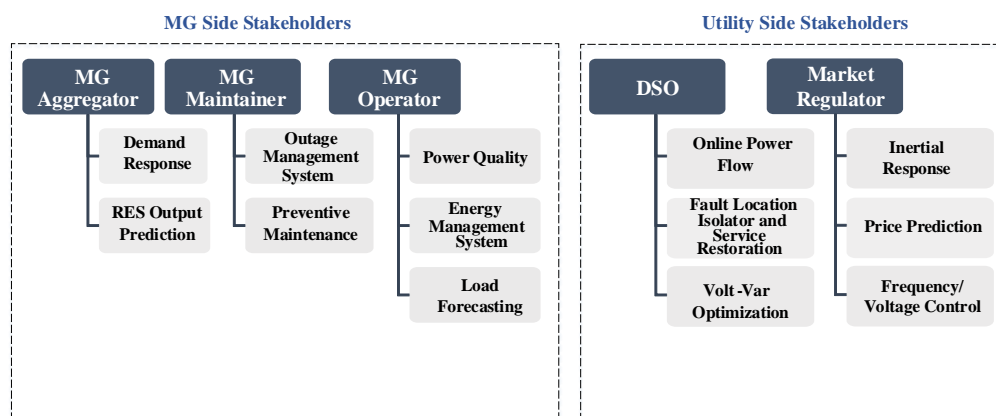 MG Side Stakeholders
MG
Aggregator
Demand
Response
RES Output
Prediction
MG
Maintainer
Outage
Management
System
Preventive
Maintenance
MG
Operator
Power Quality
Energy
Management
System
Load
Forecasting
Utility Side Stakeholders
DSO
Online Power
Flow
Fault Location
Isolator and
Service
Restoration
Volt -Var
Optimization
Market
Regulator
Inertial
Response
Price Prediction
Frequency/
Voltage Control